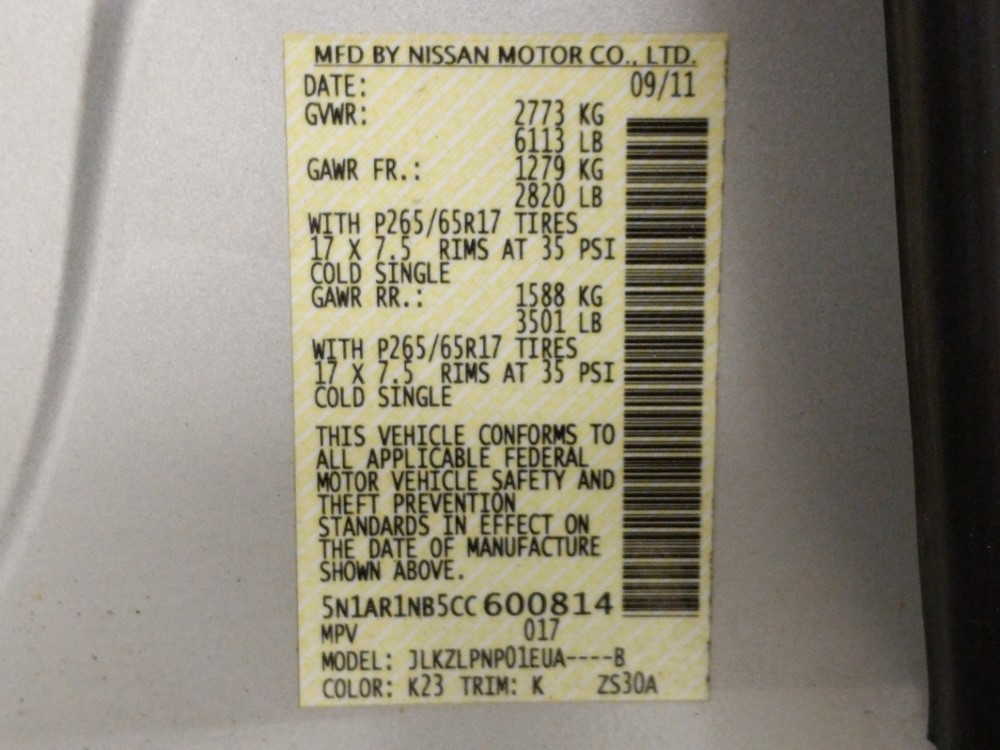 MFD BY NISSAN MOTOR CO., LTD.
DATE: 09/11
GVWR: 2773 KG
6113 LB
GAWR FR.: 1279 KG
2820 LB
WITH P265/65R17 TIRES
17 X 7.5 RIMS AT 35 PSI
COLD SINGLE
GAWR RR.: 1588 KG
3501 LB
WITH P265/65R17 TIRES
17 X 7.5 RIMS AT 35 PSI
COLD SINGLE
THIS VEHICLE CONFORMS TO
ALL APPLICABLE FEDERAL
MOTOR VEHICLE SAFETY AND
THEFT PREVENTION
STANDARDS IN EFFECT ON
THE DATE OF MANUFACTURE
SHOWN ABOVE.
5N1AR1NB5CC600814
MPV 017
MODEL: JLKZLPNP01EUA----B
COLOR: K23 TRIM: K ZS30A